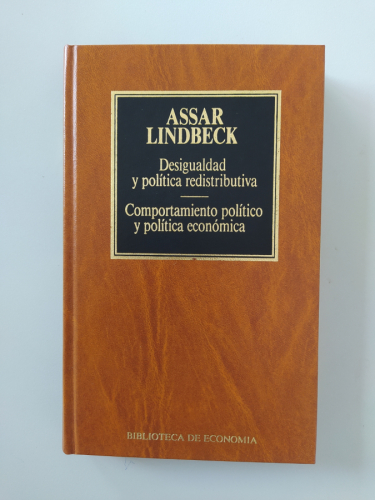 ASSAR
LINDBECK
Desigualdad
y política redistributiva
Comportamiento político
y política económica
BIBLIOTECA DE ECONOMIA